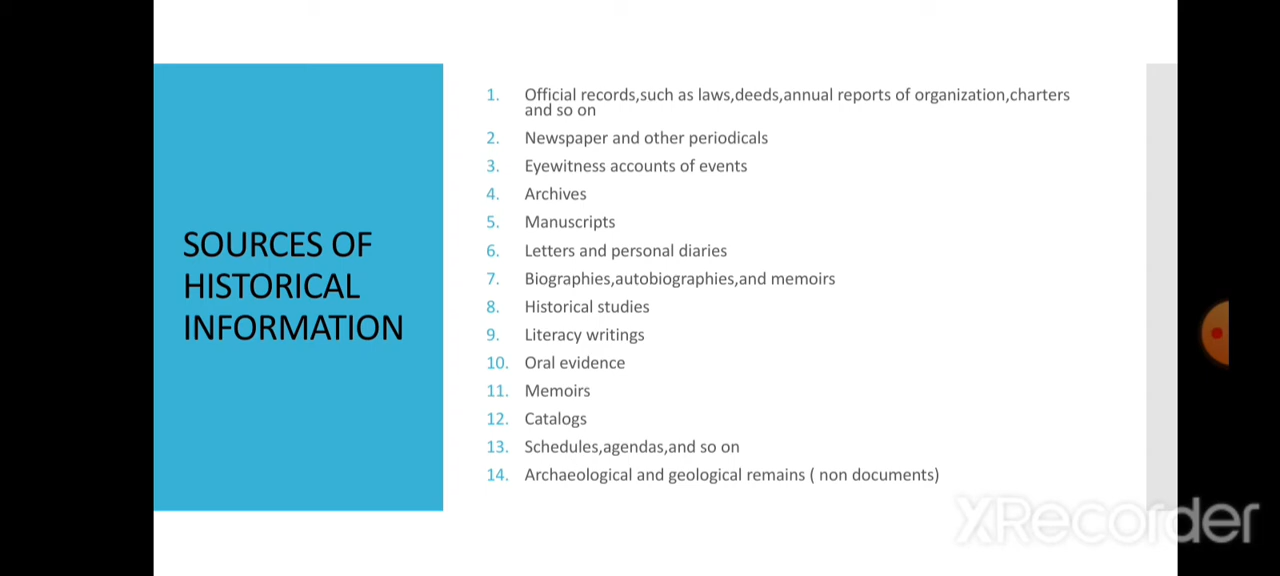 SOURCES OF
HISTORICAL
INFORMATION
1. Official records,such as laws,deeds,annual reports of organization,charters
and so on
2. Newspaper and other periodicals
3. Eyewitness accounts of events
4. Archives
5. Manuscripts
6. Letters and personal diaries
7. Biographies,autobiographies,and memoirs
8. Historical studies
9. Literacy writings
10. Oral evidence
11. Memoirs
12. Catalogs
13. Schedules,agendas,and so on
14. Archaeological and geological remains ( non documents)
XRecorder